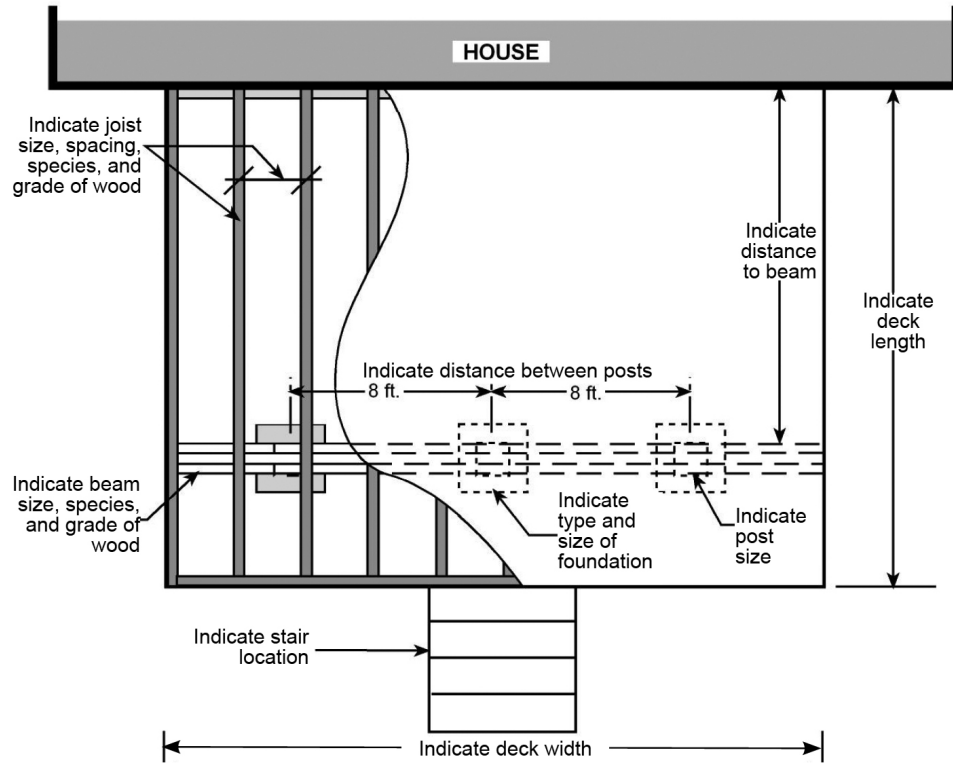 HOUSE
Indicate joist
size, spacing,
species, and
grade of wood
Indicate
distance
to beam
Indicate
deck
length
Indicate distance between posts
8 ft.
8 ft.
Indicate beam
size, species,
and grade of
wood
Indicate
type and
size of
foundation
Indicate
post
size
Indicate stair
location
Indicate deck width